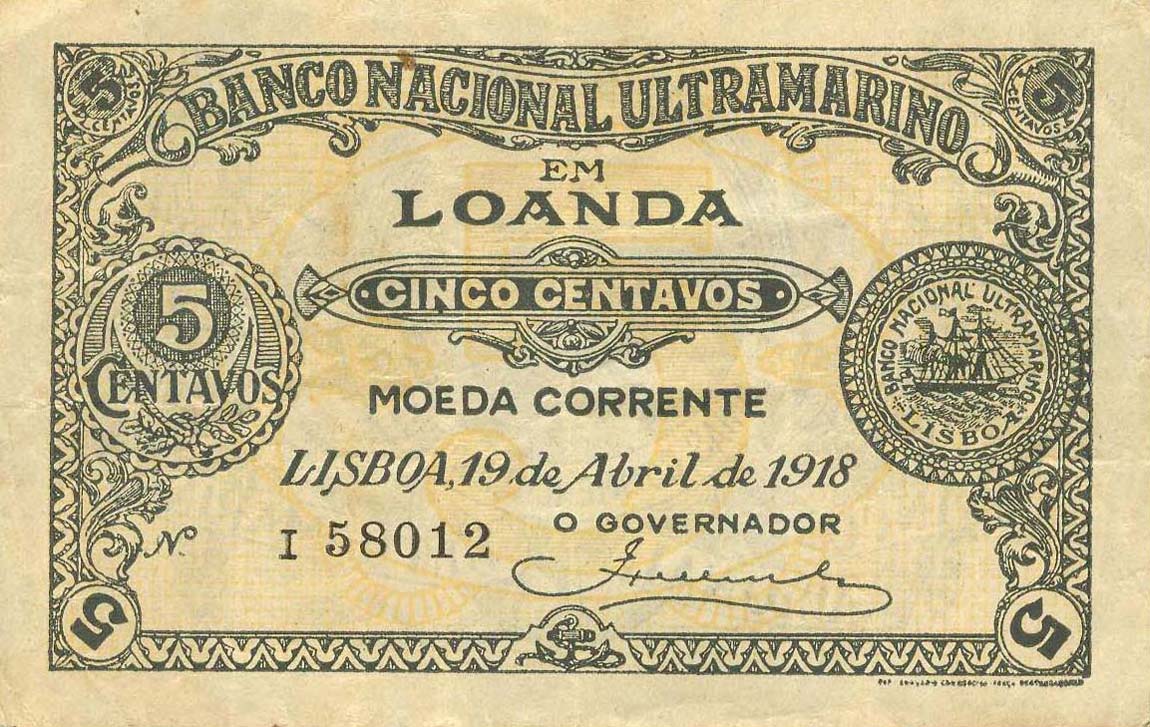 5 CENTAVOS
5 CENTAVOS
BANCO NACIONAL ULTRAMARINO
EM
LOANDA
·CINCO CENTAVOS·
5
CENTAVOS
BANCO NACIONAL ULTRAMARINO
LISBOA
MOEDA CORRENTE
LISBOA, 19 de Abril de 1918
O GOVERNADOR
Nº I 58012
5
5